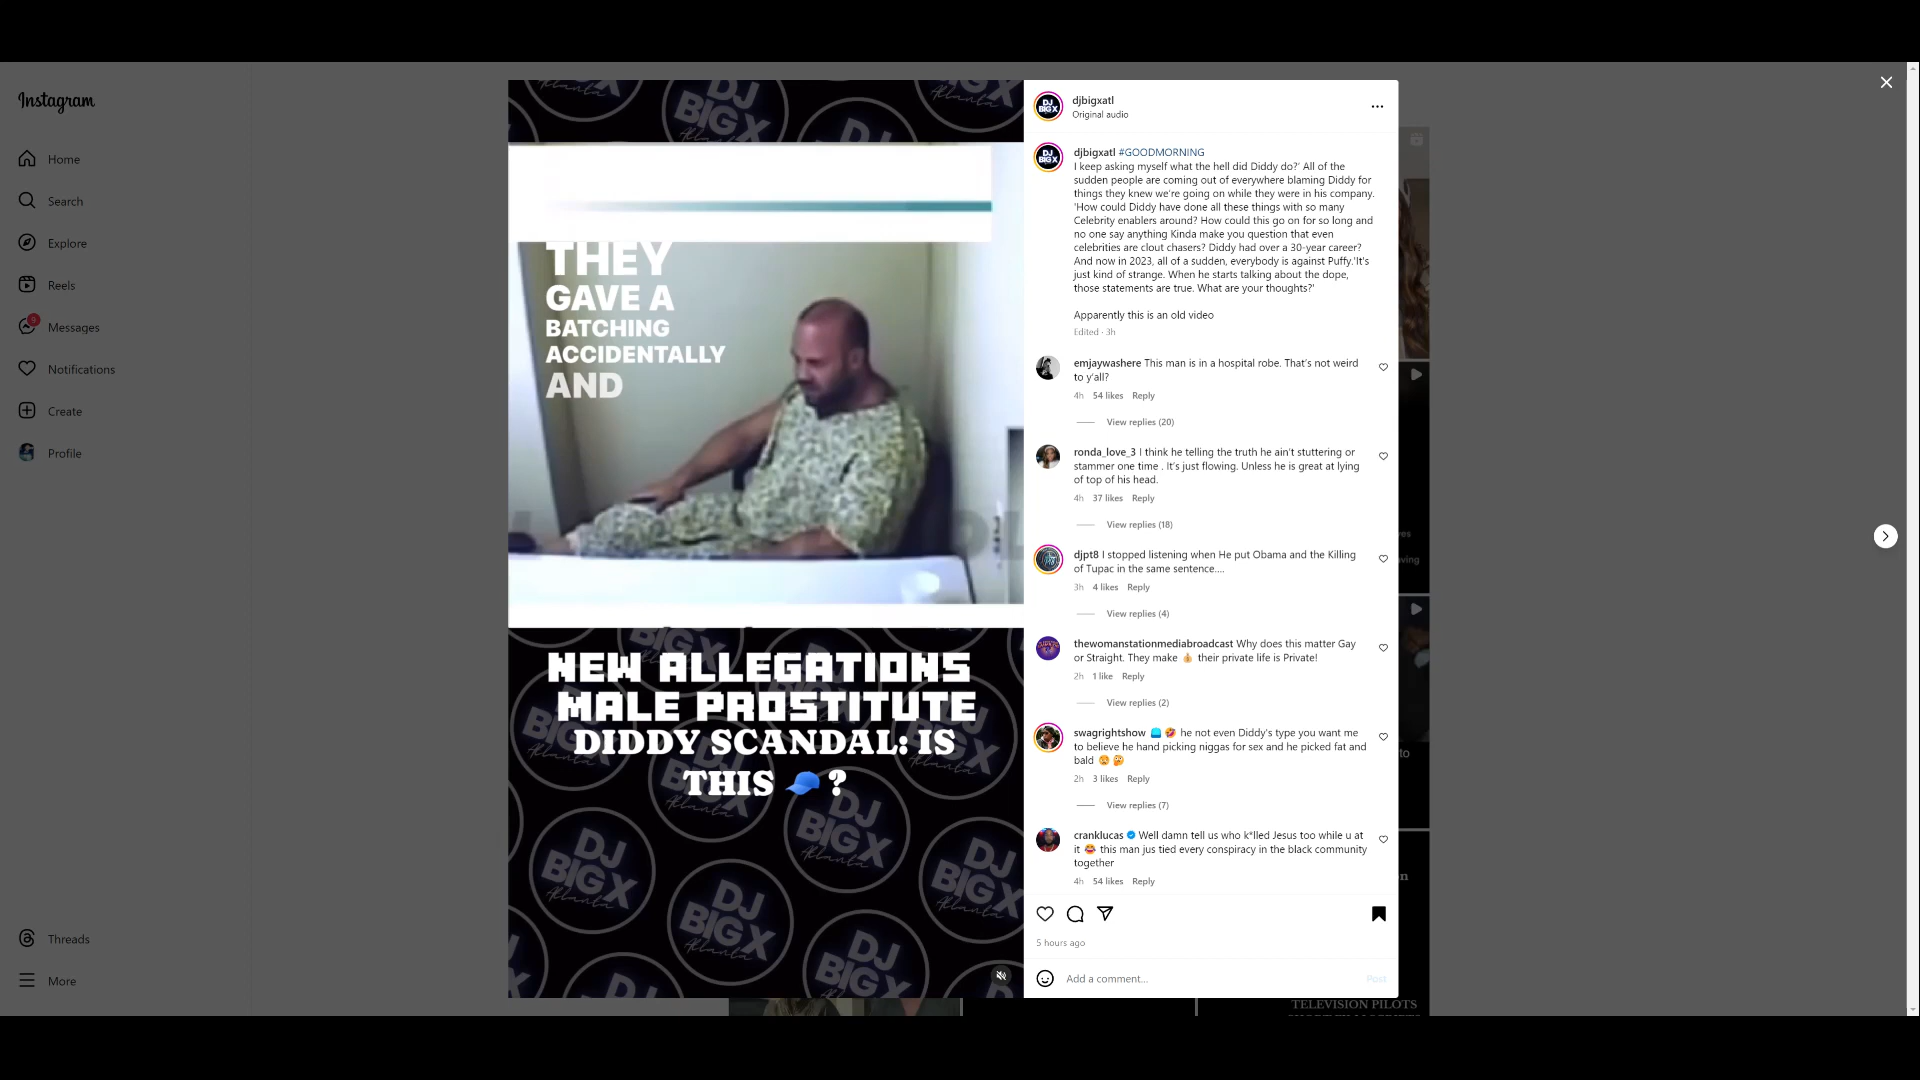 Instagram
Home
Search
Explore
Reels
9
Messages
Notifications
Create
Profile
Threads
More
DJ
BIG X
Atlanta
THEY
GAVE A
BATCHING
ACCIDENTALLY
AND
NEW ALLEGATIONS
MALE PROSTITUTE
DIDDY SCANDAL: IS
THIS 🧢 ?
DJ
BIG X
Atlanta
djbigxatl
Original audio
djbigxatl #GOODMORNING
I keep asking myself what the hell did Diddy do?' All of the
sudden people are coming out of everywhere blaming Diddy for
things they knew we're going on while they were in his company.
'How could Diddy have done all these things with so many
Celebrity enablers around? How could this go on for so long and
no one say anything Kinda make you question that even
celebrities are clout chasers? Diddy had over a 30-year career?
And now in 2023, all of a sudden, everybody is against Puffy.'It's
just kind of strange. When he starts talking about the dope,
those statements are true. What are your thoughts?'
Apparently this is an old video
Edited · 3h
emjaywashere This man is in a hospital robe. That's not weird
to y'all?
4h 54 likes Reply
View replies (20)
ronda_love_3 I think he telling the truth he ain't stuttering or
stammer one time . It's just flowing. Unless he is great at lying
of top of his head.
4h 37 likes Reply
View replies (18)
djpt8 I stopped listening when He put Obama and the Killing
of Tupac in the same sentence....
3h 4 likes Reply
View replies (4)
thewomanstationmediabroadcast Why does this matter Gay
or Straight. They make 👍 their private life is Private!
2h 1 like Reply
View replies (2)
swagrightshow 🧢 🤣 he not even Diddy's type you want me
to believe he hand picking niggas for sex and he picked fat and
bald
2h 3 likes Reply
View replies (7)
cranklucas Well damn tell us who k*lled Jesus too while u at
it 😂 this man jus tied every conspiracy in the black community
together
4h 54 likes Reply
5 hours ago
Add a comment...
Post
TELEVISION PILOTS